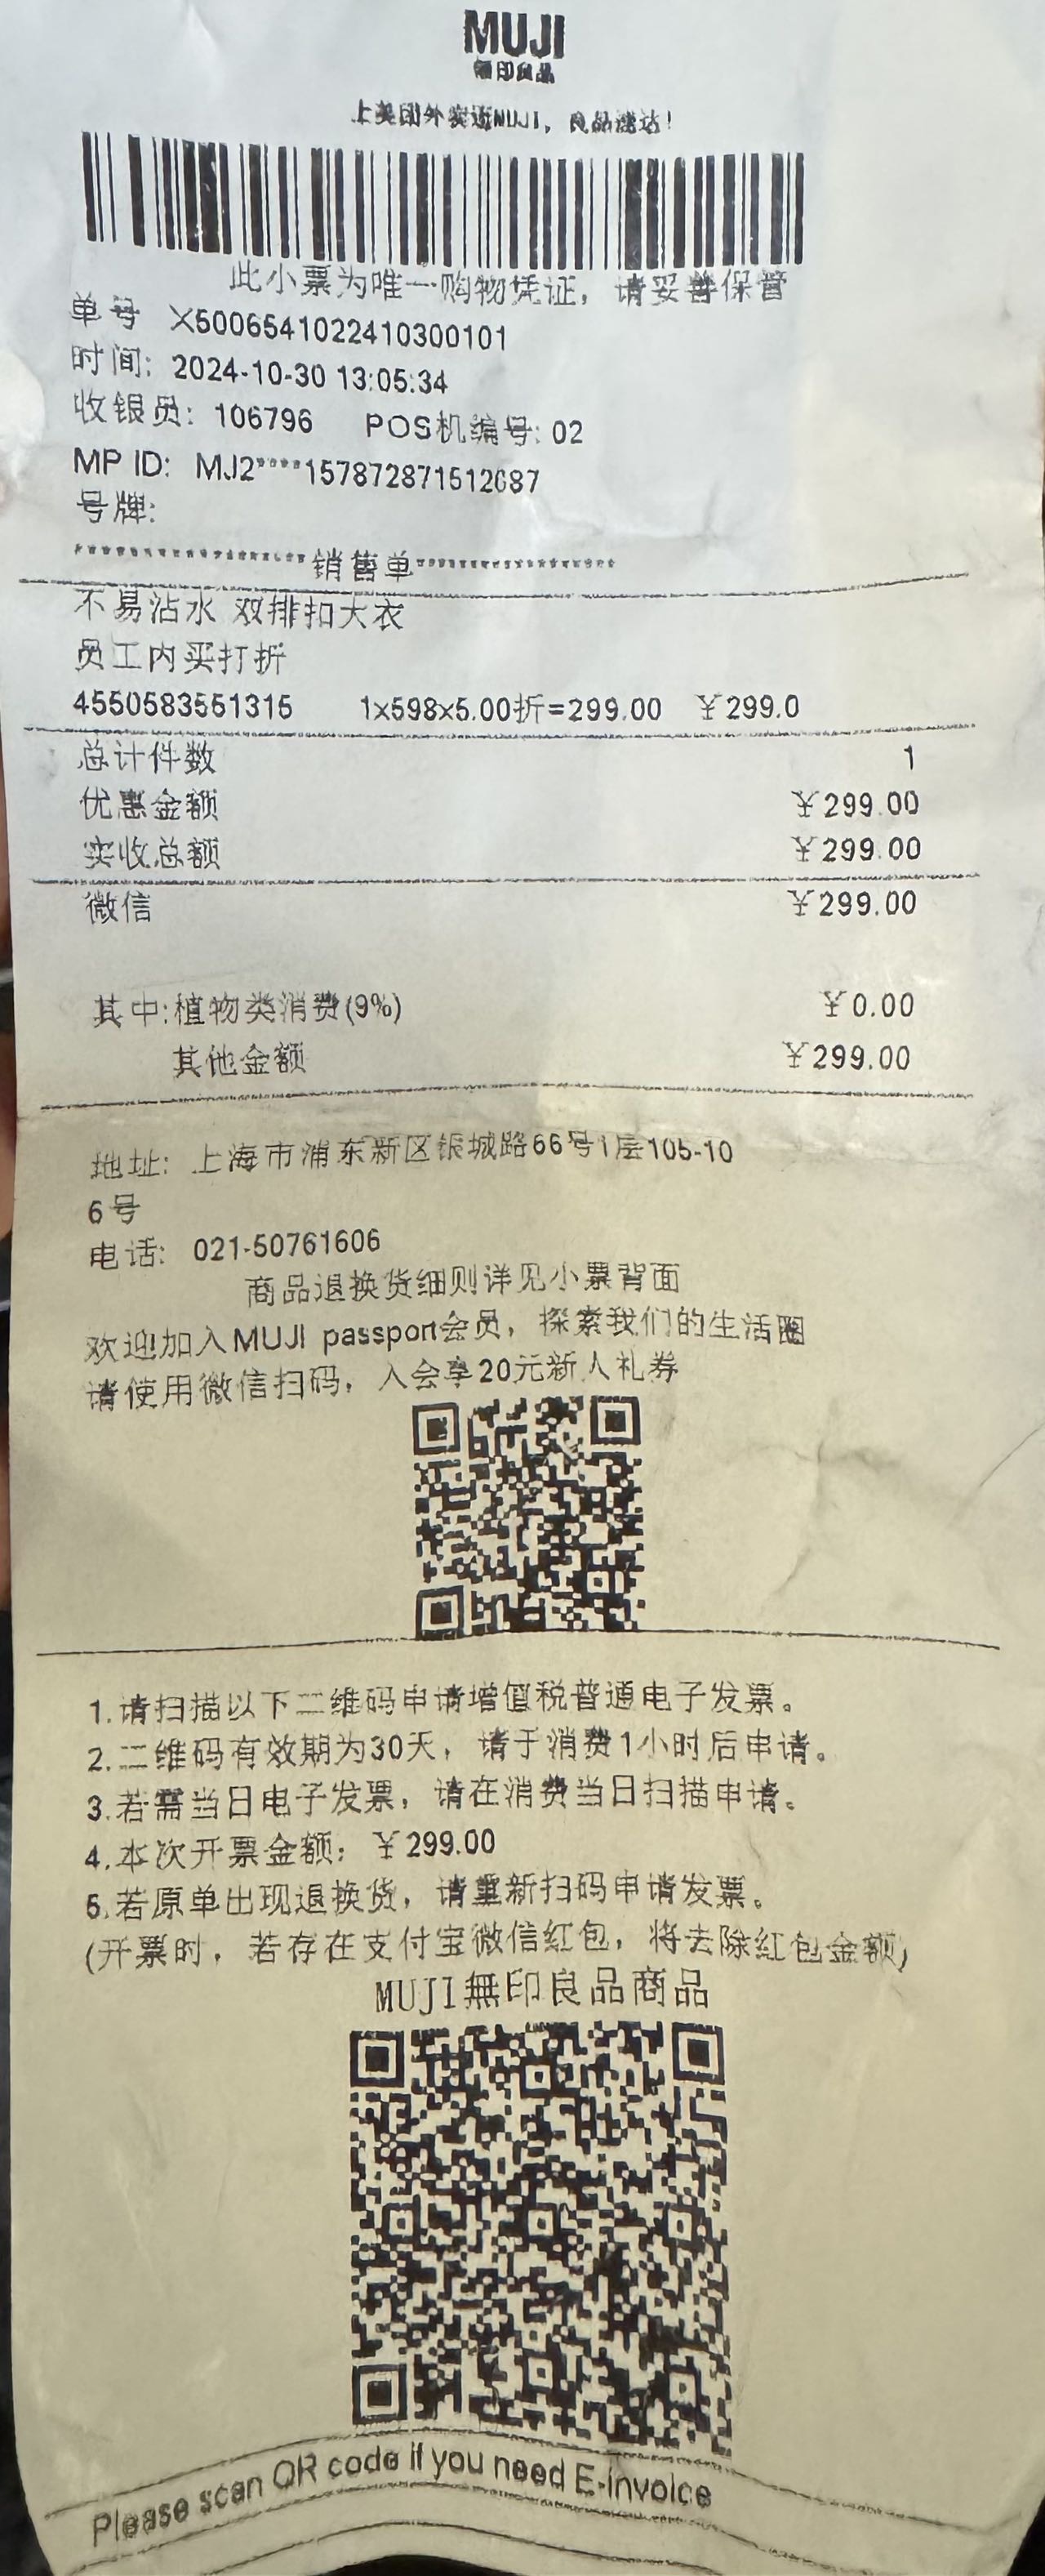 MUJI
無印良品
上美团外卖逛MUJI，良品速达！
此小票为唯一购物凭证，请妥善保管
单号 X5006541022410300101
时间: 2024-10-30 13:05:34
收银员: 106796 POS机编号: 02
MP ID: MJ2****157872871512687
号牌:
********************销售单********************
不易沾水 双排扣大衣
员工内买打折
4550583551315 1x598x5.00折=299.00 ¥299.0
总计件数 1
优惠金额 ¥299.00
实收总额 ¥299.00
微信 ¥299.00
其中:植物类消费(9%) ¥0.00
其他金额 ¥299.00
地址: 上海市浦东新区银城路66号1层105-10
6号
电话: 021-50761606
商品退换货细则详见小票背面
欢迎加入MUJI passport会员，探索我们的生活圈
请使用微信扫码，入会享20元新人礼券
1.请扫描以下二维码申请增值税普通电子发票。
2.二维码有效期为30天，请于消费1小时后申请。
3.若需当日电子发票，请在消费当日扫描申请。
4.本次开票金额：¥299.00
5.若原单出现退换货，请重新扫码申请发票。
(开票时，若存在支付宝微信红包，将去除红包金额)
MUJI無印良品商品
Please scan QR code if you need E-invoice